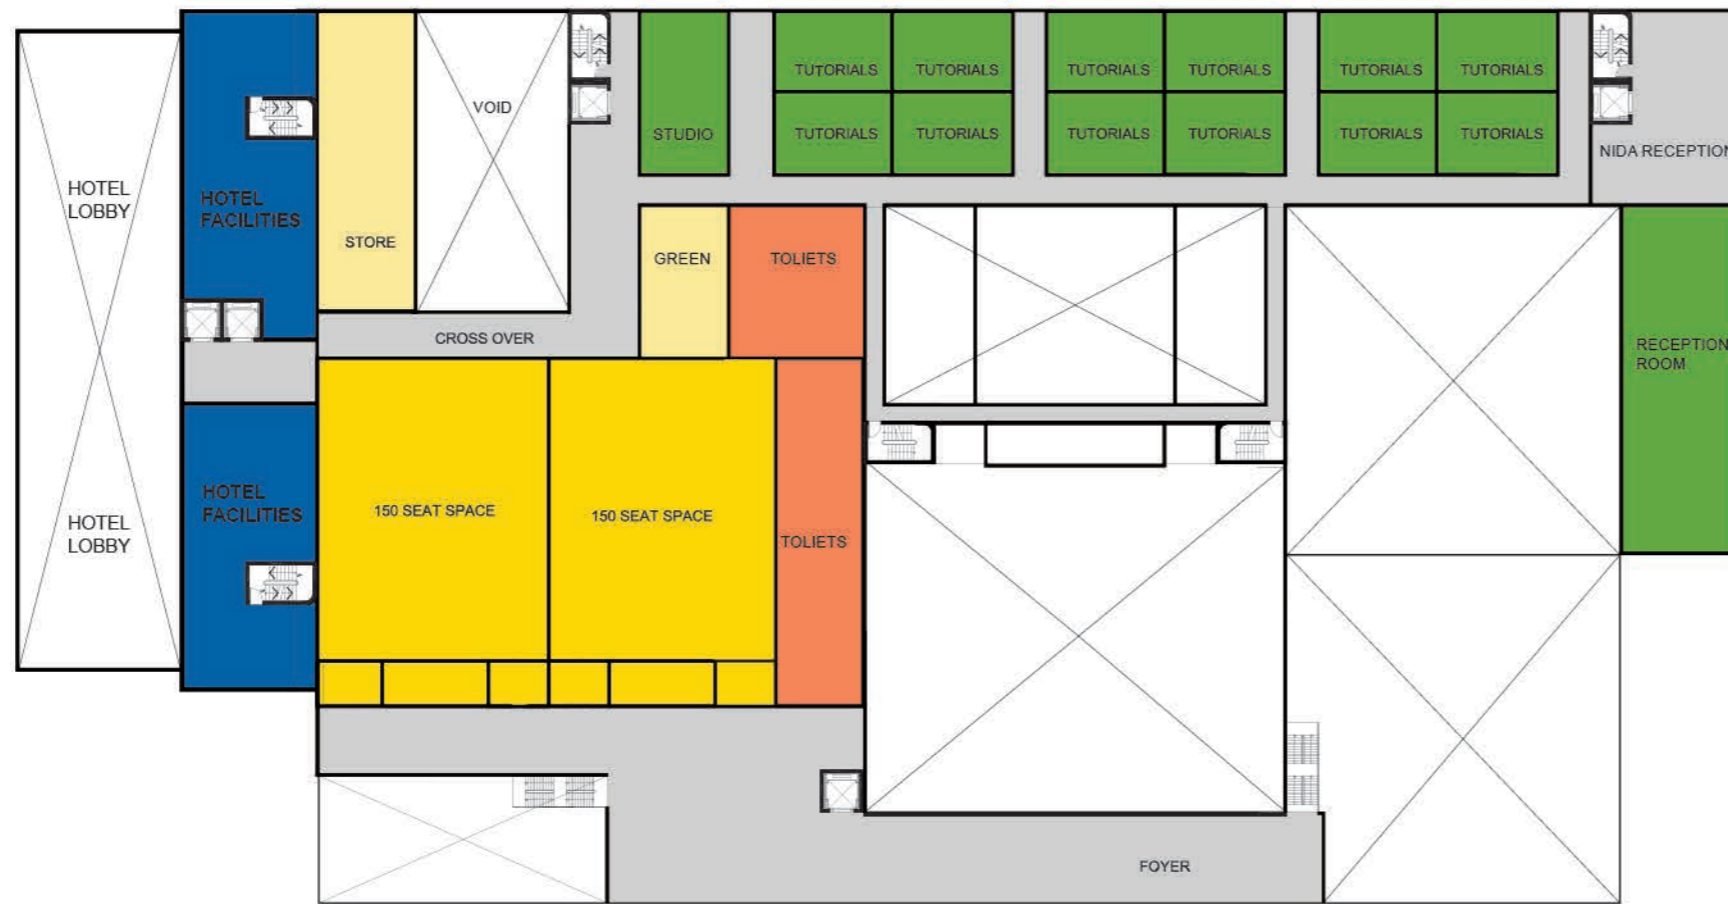 TUTORIALS TUTORIALS TUTORIALS TUTORIALS TUTORIALS TUTORIALS
VOID
STUDIO
TUTORIALS TUTORIALS TUTORIALS TUTORIALS TUTORIALS TUTORIALS
NIDA RECEPTION
HOTEL
LOBBY
HOTEL
FACILITIES
STORE
GREEN
TOLIETS
CROSS OVER
RECEPTION
ROOM
HOTEL
FACILITIES
150 SEAT SPACE
150 SEAT SPACE
HOTEL
LOBBY
TOLIETS
FOYER